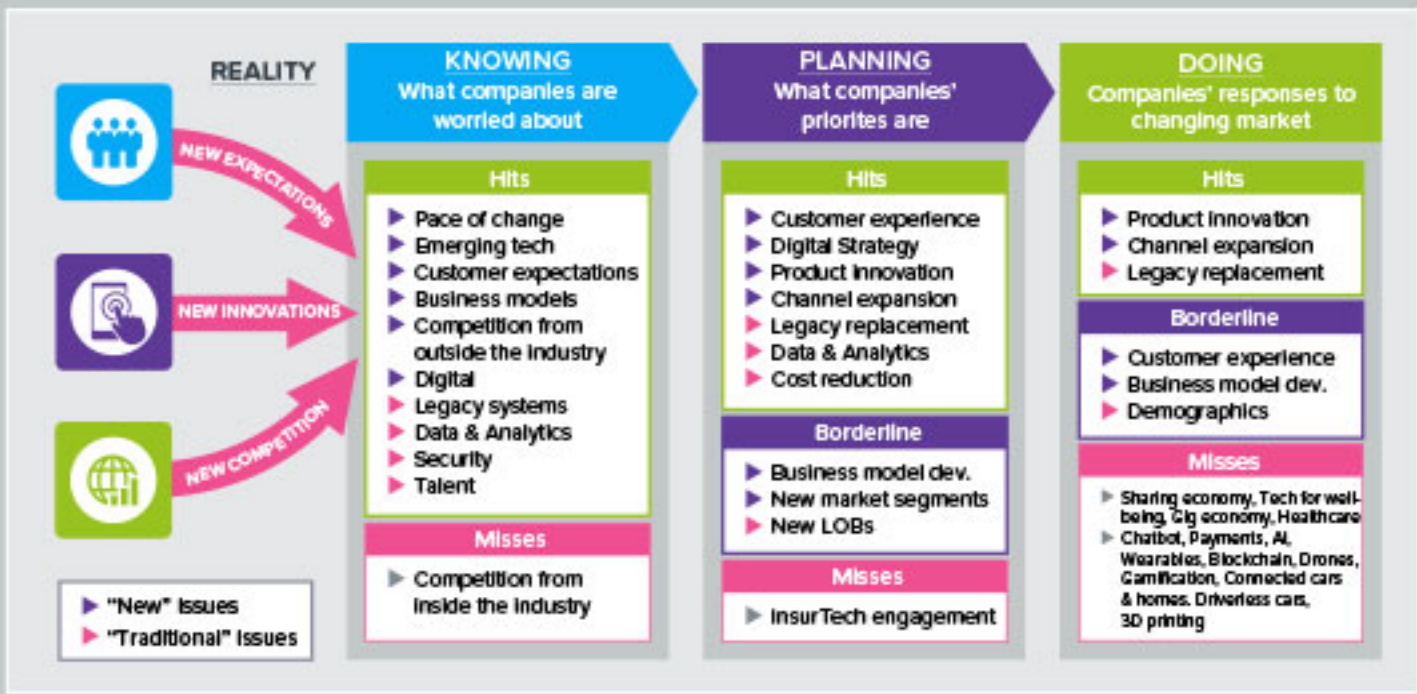 REALITY
NEW EXPECTATIONS
NEW INNOVATIONS
NEW COMPETITION
"New" Issues
"Traditional" Issues
KNOWING
What companies are
worried about
Hits
Pace of change
Emerging tech
Customer expectations
Business models
Competition from
outside the industry
Digital
Legacy systems
Data & Analytics
Security
Talent
Misses
Competition from
inside the industry
PLANNING
What companies'
priorites are
Hits
Customer experience
Digital Strategy
Product innovation
Channel expansion
Legacy replacement
Data & Analytics
Cost reduction
Borderline
Business model dev.
New market segments
New LOBs
Misses
InsurTech engagement
DOING
Companies' responses to
changing market
Hits
Product innovation
Channel expansion
Legacy replacement
Borderline
Customer experience
Business model dev.
Demographics
Misses
Sharing economy, Tech for well-
being, Gig economy, Healthcare
Chatbot, Payments, AI,
Wearables, Blockchain, Drones,
Gamification, Connected cars
& homes. Driverless cars,
3D printing